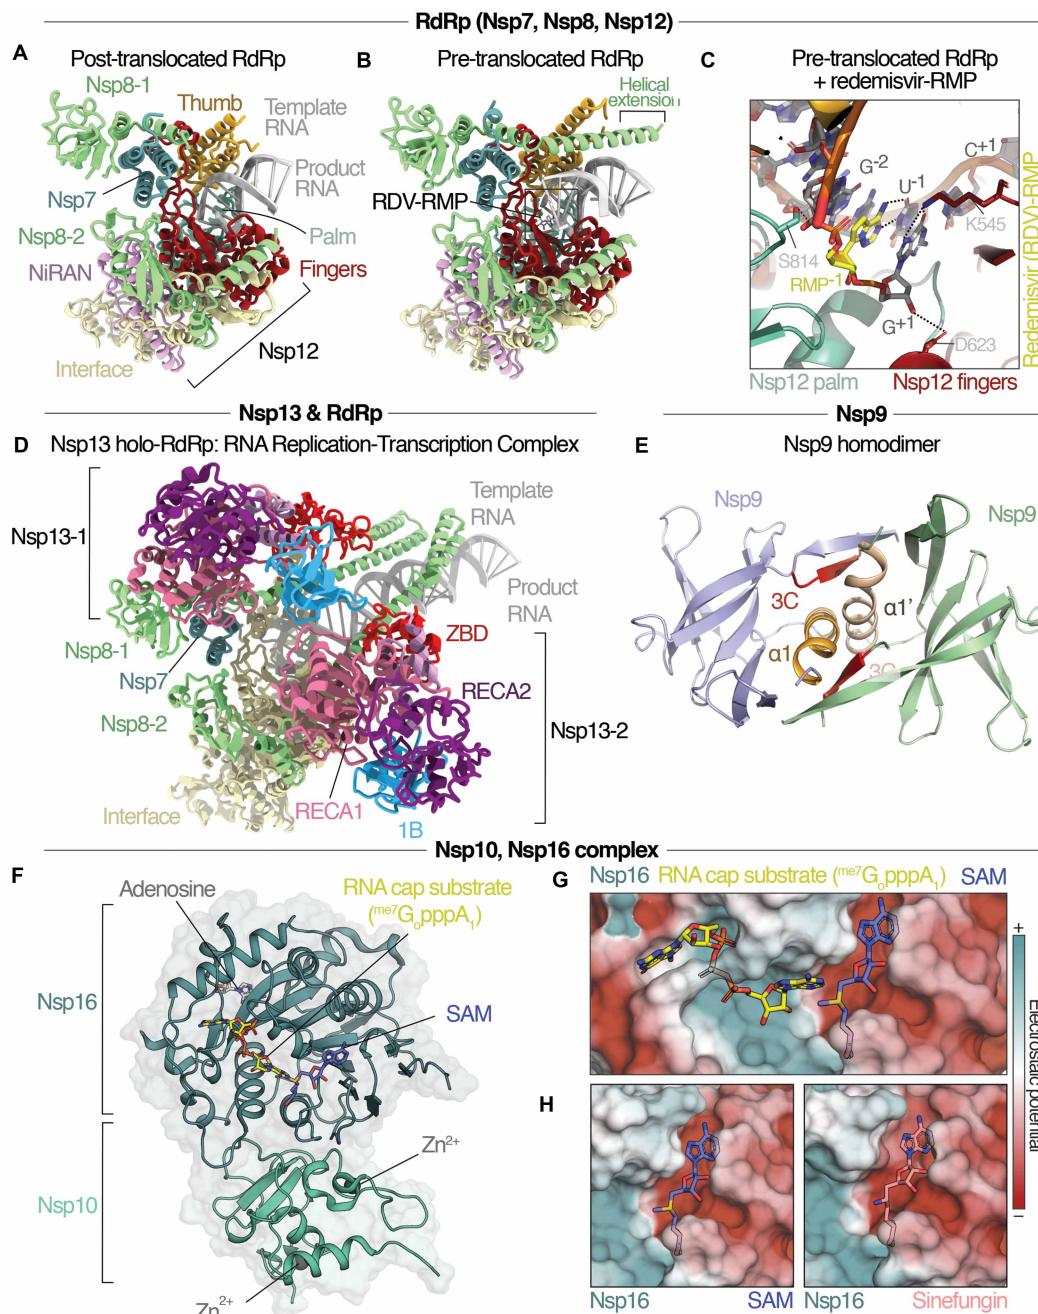 RdRp (Nsp7, Nsp8, Nsp12)
A
Post-translocated RdRp
Nsp8-1
Thumb
Template
RNA
Product
RNA
Nsp7
Nsp8-2
Palm
NiRAN
Fingers
Nsp12
Interface
B
Pre-translocated RdRp
Helical
extension
RDV-RMP
C
Pre-translocated RdRp
+ redemisvir-RMP
C+1
G-2
U-1
K545
S814
RMP-1
G+1
D623
Nsp12 palm
Nsp12 fingers
Redemisvir (RDV)-RMP
Nsp13 & RdRp
D
Nsp13 holo-RdRp: RNA Replication-Transcription Complex
Nsp13-1
Template
RNA
Product
RNA
Nsp8-1
ZBD
Nsp7
RECA2
Nsp8-2
Nsp13-2
Interface
RECA1
1B
Nsp9
E
Nsp9 homodimer
Nsp9
Nsp9
3C
α1'
α1
3C
Nsp10, Nsp16 complex
F
Adenosine
RNA cap substrate
(me7GopppA1)
Nsp16
SAM
Zn2+
Nsp10
Zn2+
G
Nsp16
RNA cap substrate (me7GopppA1)
SAM
+
Electrostaic potential
−
H
Nsp16
SAM
Nsp16
Sinefungin